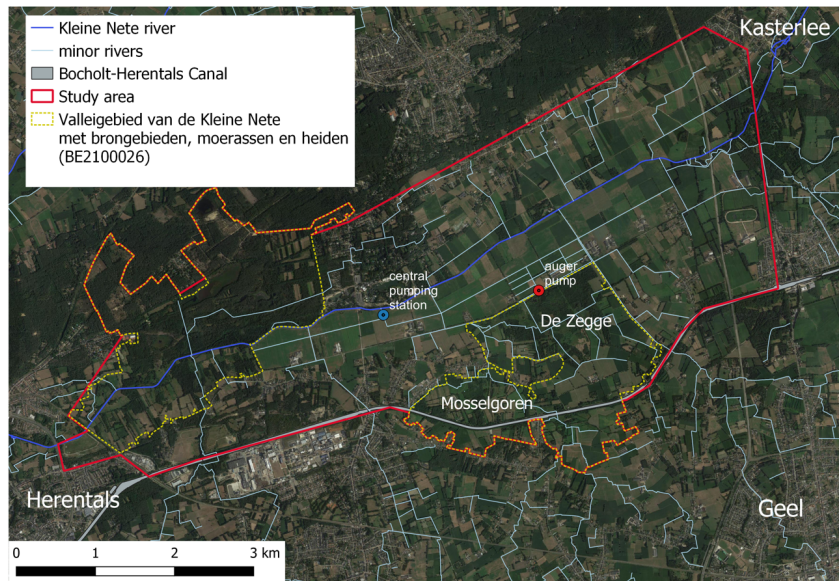 Kleine Nete river
minor rivers
Bocholt-Herentals Canal
Study area
Valleigebied van de Kleine Nete
met brongebieden, moerassen en heiden
(BE2100026)
Kasterlee
central
pumping
station
auger
pump
De Zegge
Mosselgoren
Herentals
Geel
0 1 2 3 km